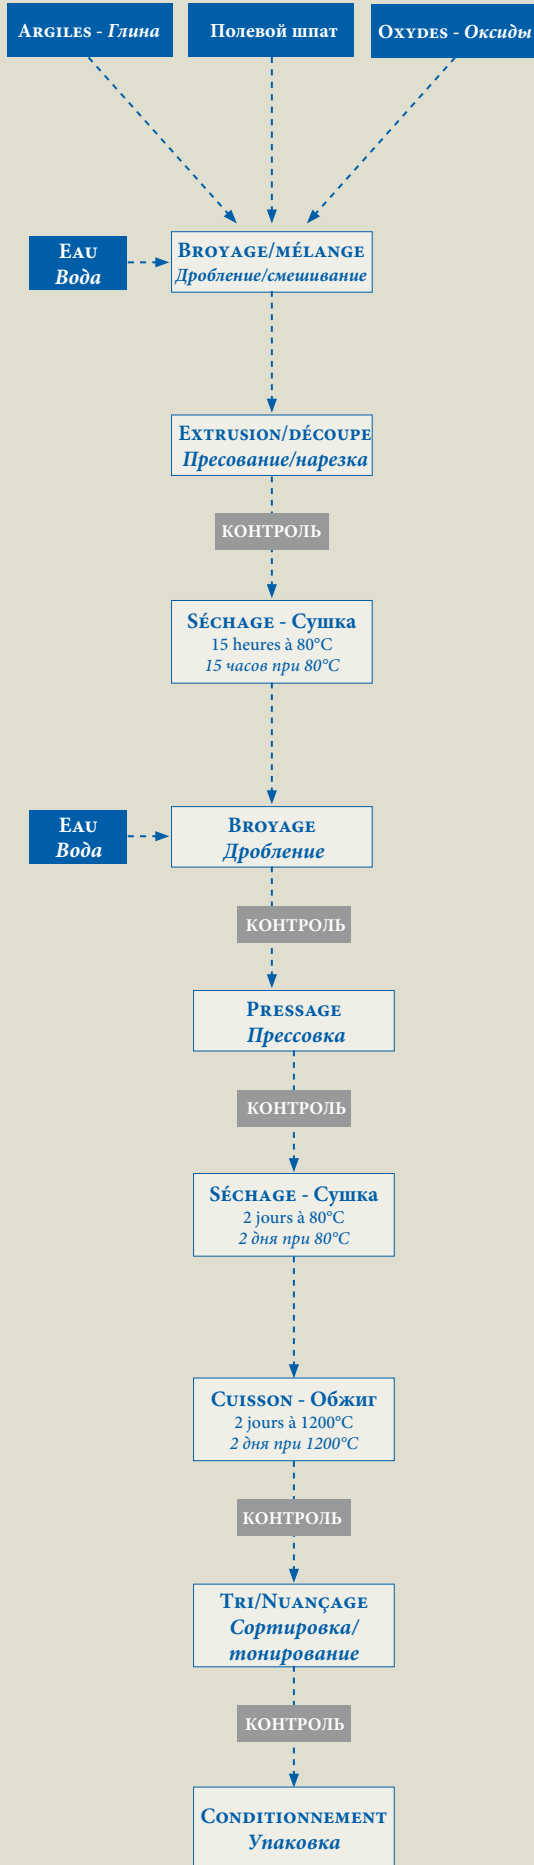 Argiles - Глина
Полевой шпат
Oxydes - Оксиды
Eau
Вода
Broyage/mélange
Дробление/смешивание
Extrusion/découpe
Пресование/нарезка
КОНТРОЛЬ
Séchage - Сушка
15 heures à 80°C
15 часов при 80°C
Eau
Вода
Broyage
Дробление
КОНТРОЛЬ
Pressage
Прессовка
КОНТРОЛЬ
Séchage - Сушка
2 jours à 80°C
2 дня при 80°C
Cuisson - Обжиг
2 jours à 1200°C
2 дня при 1200°C
КОНТРОЛЬ
Tri/Nuançage
Сортировка/
тонирование
КОНТРОЛЬ
Conditionnement
Упаковка